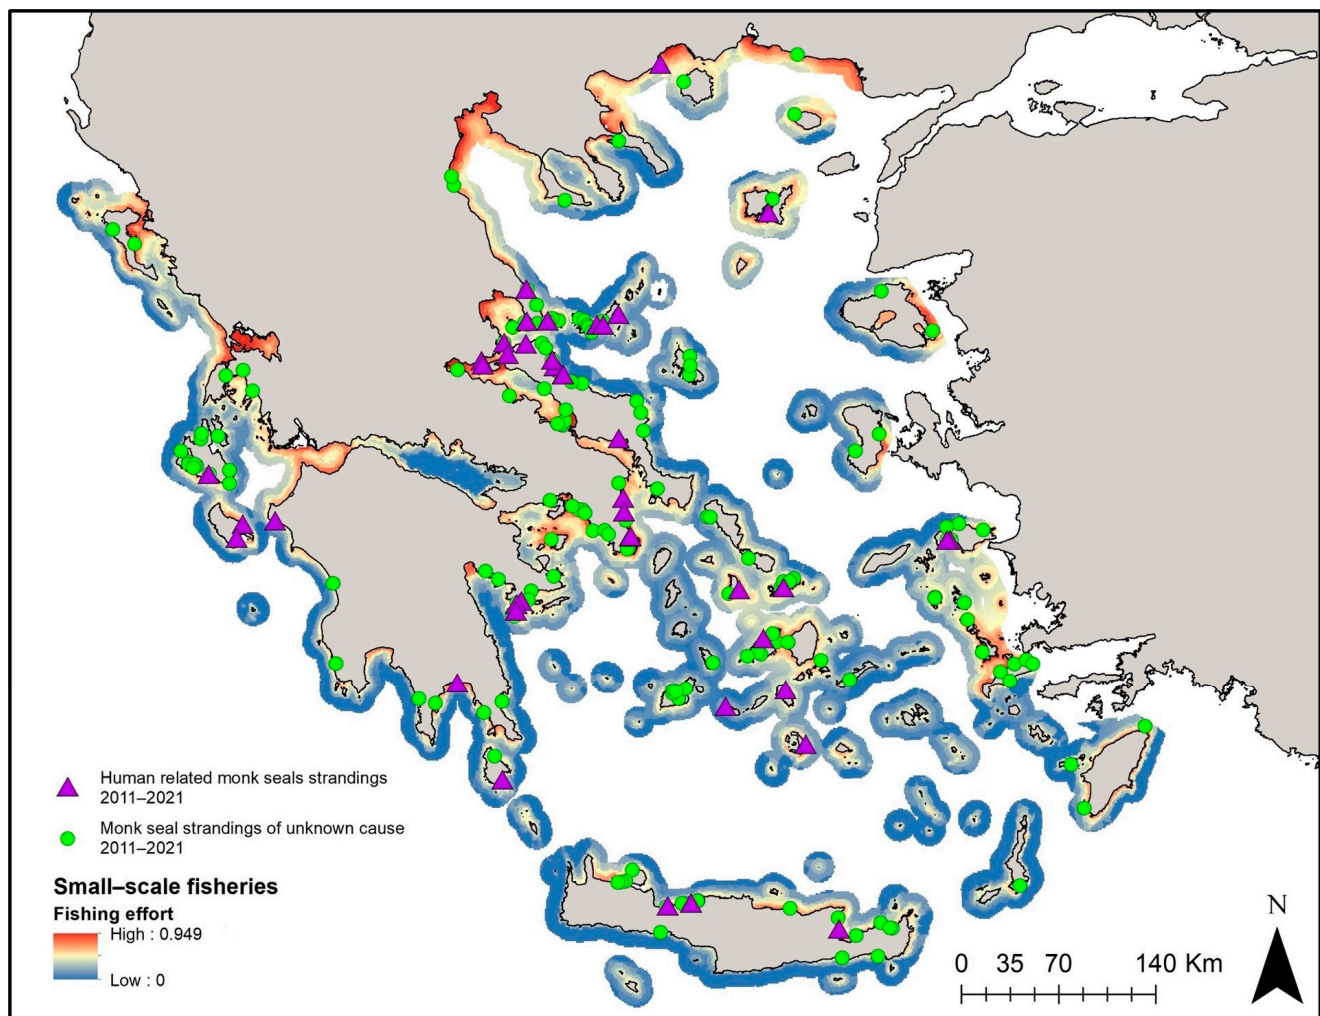 Human related monk seals strandings
2011–2021
Monk seal strandings of unknown cause
2011–2021
Small–scale fisheries
Fishing effort
High : 0.949
Low : 0
N
0 35 70 140 Km